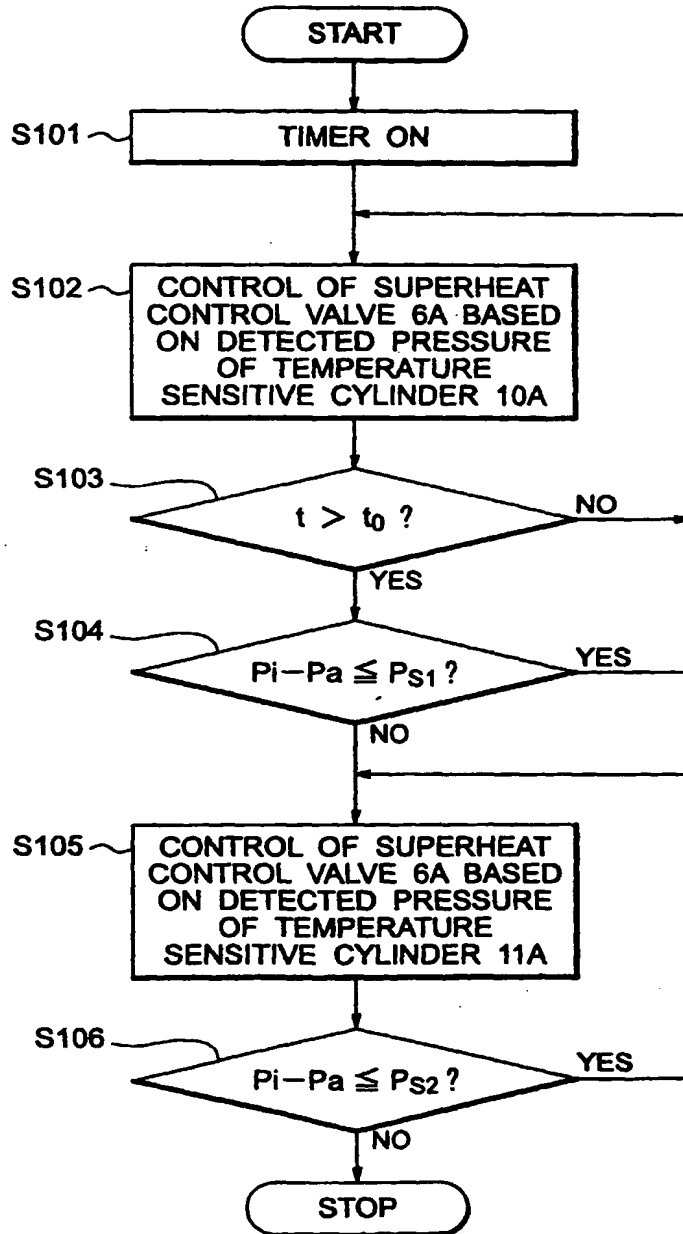 START
S101
TIMER ON
S102
CONTROL OF SUPERHEAT
CONTROL VALVE 6A BASED
ON DETECTED PRESSURE
OF TEMPERATURE
SENSITIVE CYLINDER 10A
S103
t > t₀ ?
NO
YES
S104
Pi−Pa ≦ PS1 ?
YES
NO
S105
CONTROL OF SUPERHEAT
CONTROL VALVE 6A BASED
ON DETECTED PRESSURE
OF TEMPERATURE
SENSITIVE CYLINDER 11A
S106
Pi−Pa ≦ PS2 ?
YES
NO
STOP